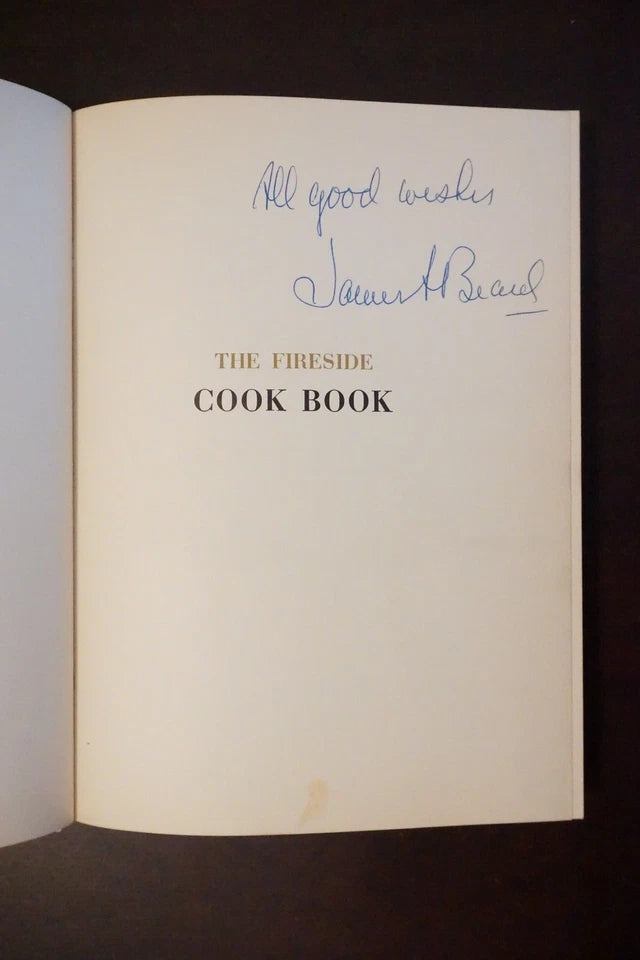 All good wishes
James A Beard
THE FIRESIDE
COOK BOOK